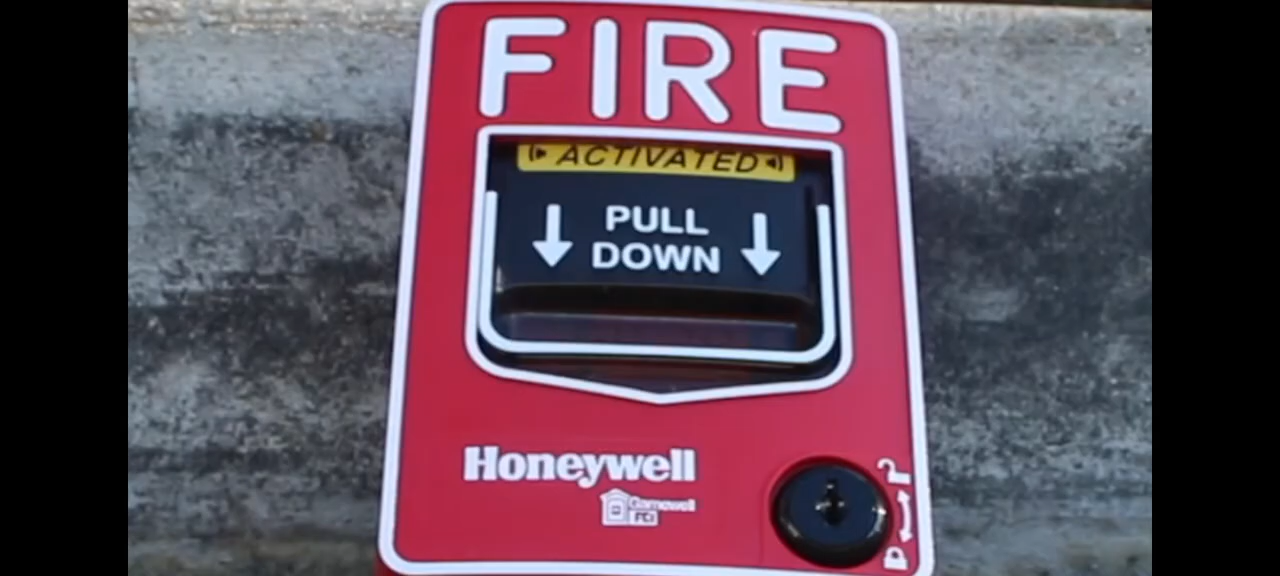 FIRE
ACTIVATED
PULL
DOWN
Honeywell
Gamewell
FCI